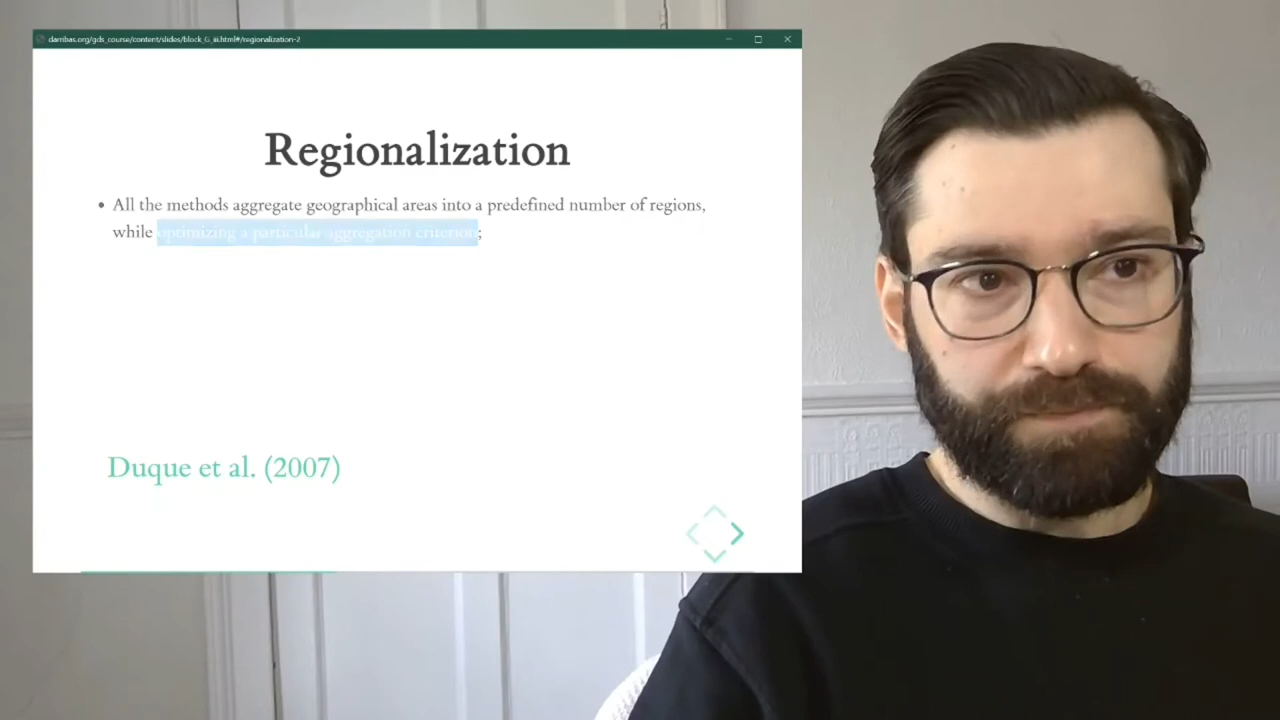 darribas.org/gds_course/content/slides/block_G_iii.html#/regionalization-2
Regionalization
• All the methods aggregate geographical areas into a predefined number of regions,
while optimizing a particular aggregation criterion;
Duque et al. (2007)